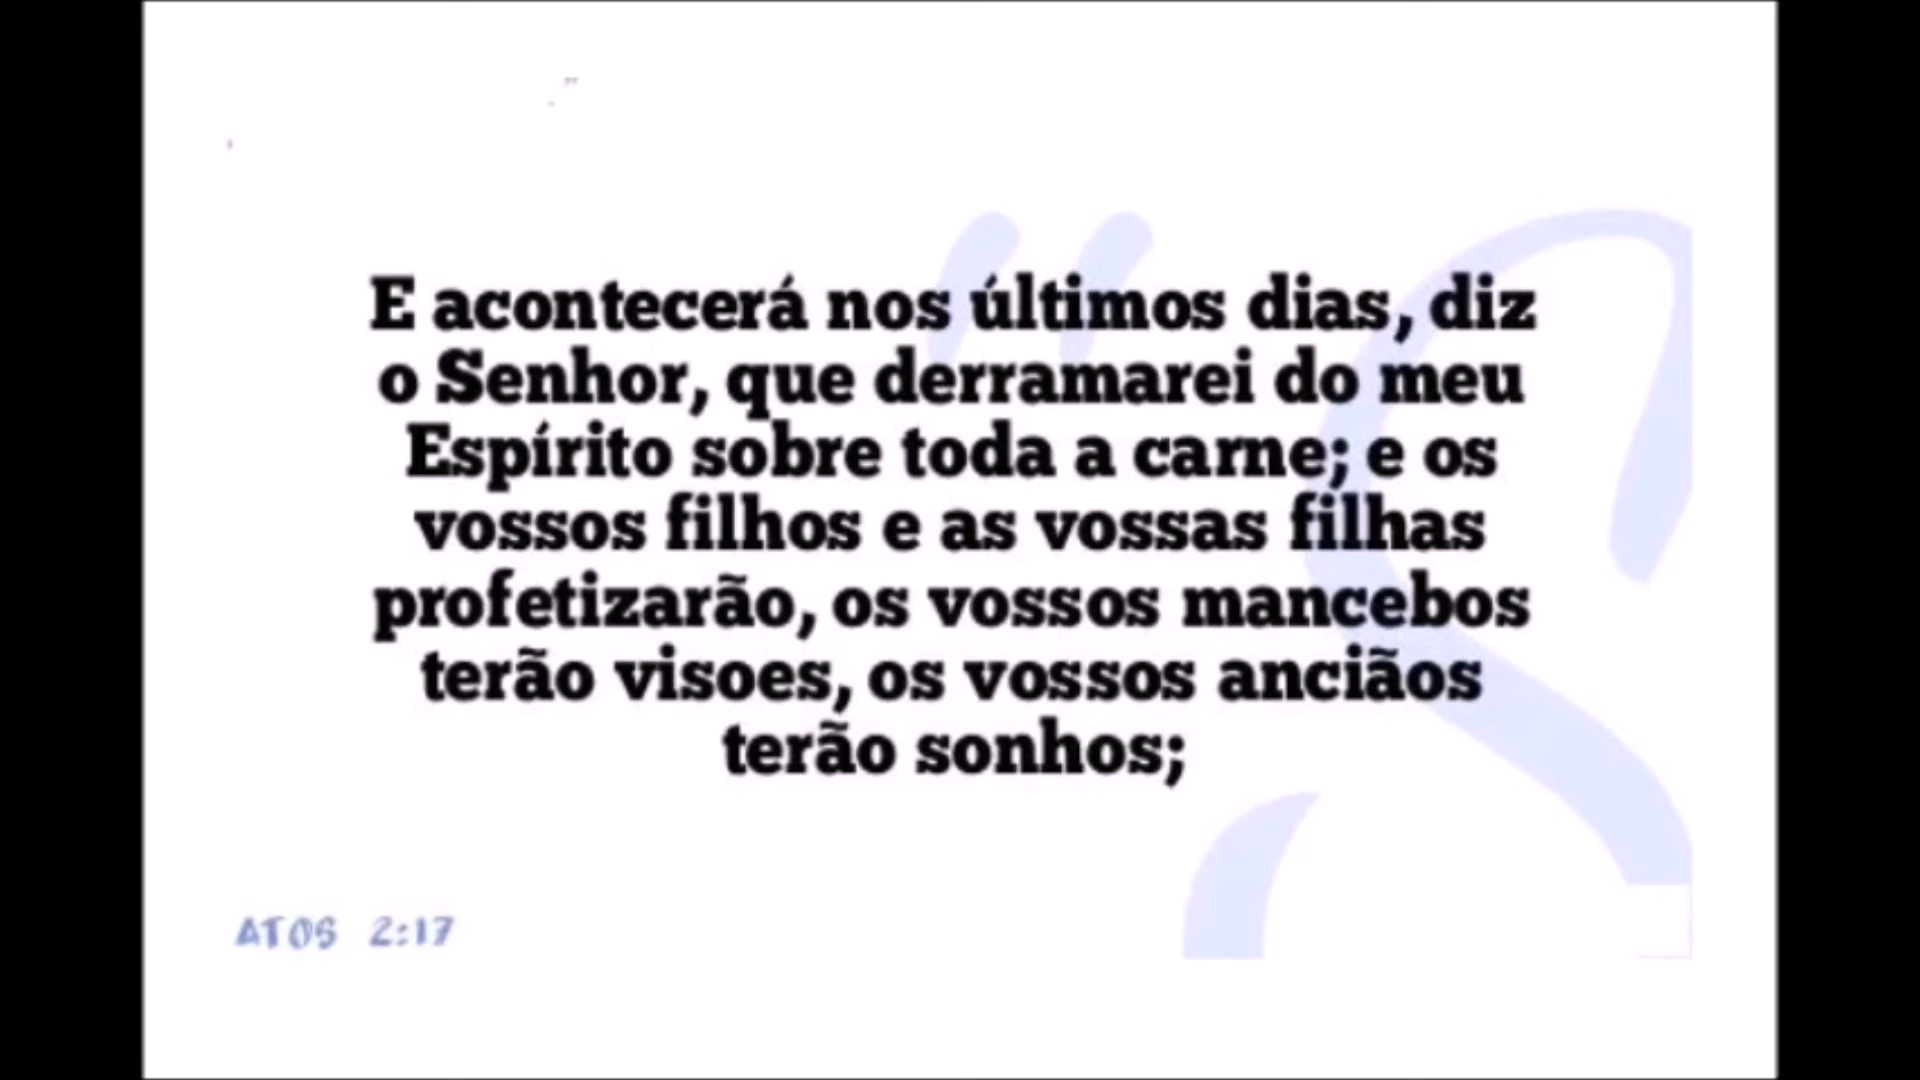 E acontecerá nos últimos dias, diz
o Senhor, que derramarei do meu
Espírito sobre toda a carne; e os
vossos filhos e as vossas filhas
profetizarão, os vossos mancebos
terão visoes, os vossos anciãos
terão sonhos;
ATOS 2:17